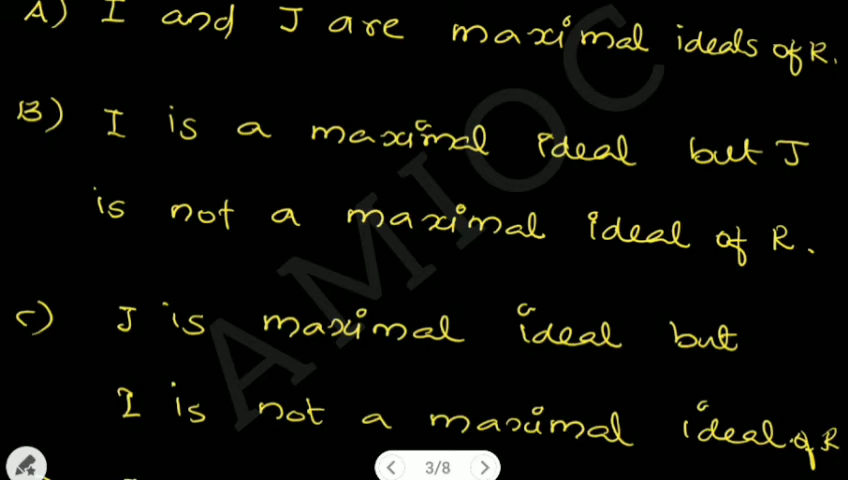 A) I and J are maximal ideals of R.
B) I is a maximal ideal but J
is not a maximal ideal of R.
C) J is maximal ideal but
I is not a maximal ideal of R
AMIOC
3/8